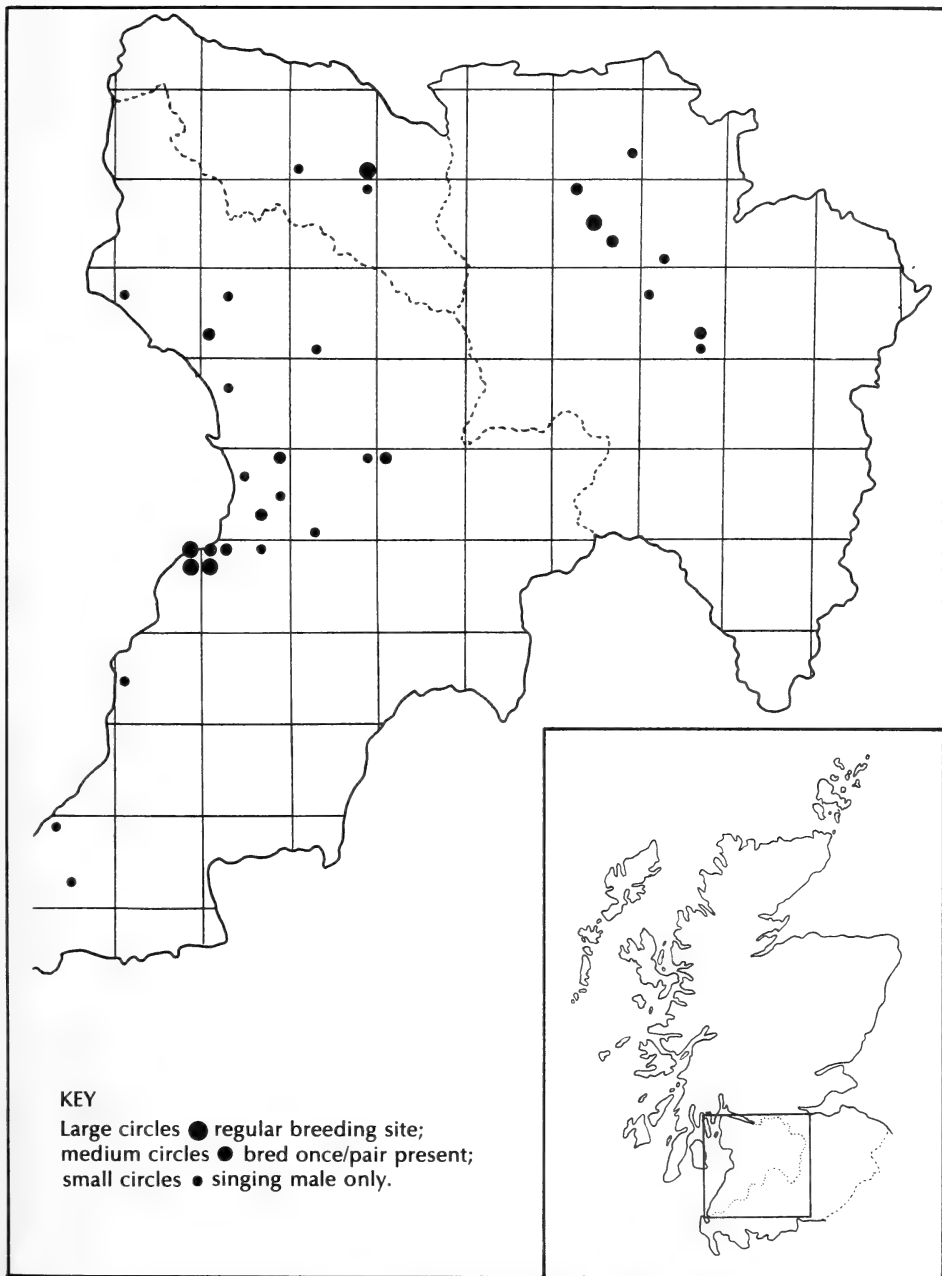 KEY
Large circles ● regular breeding site;
medium circles ● bred once/pair present;
small circles ● singing male only.